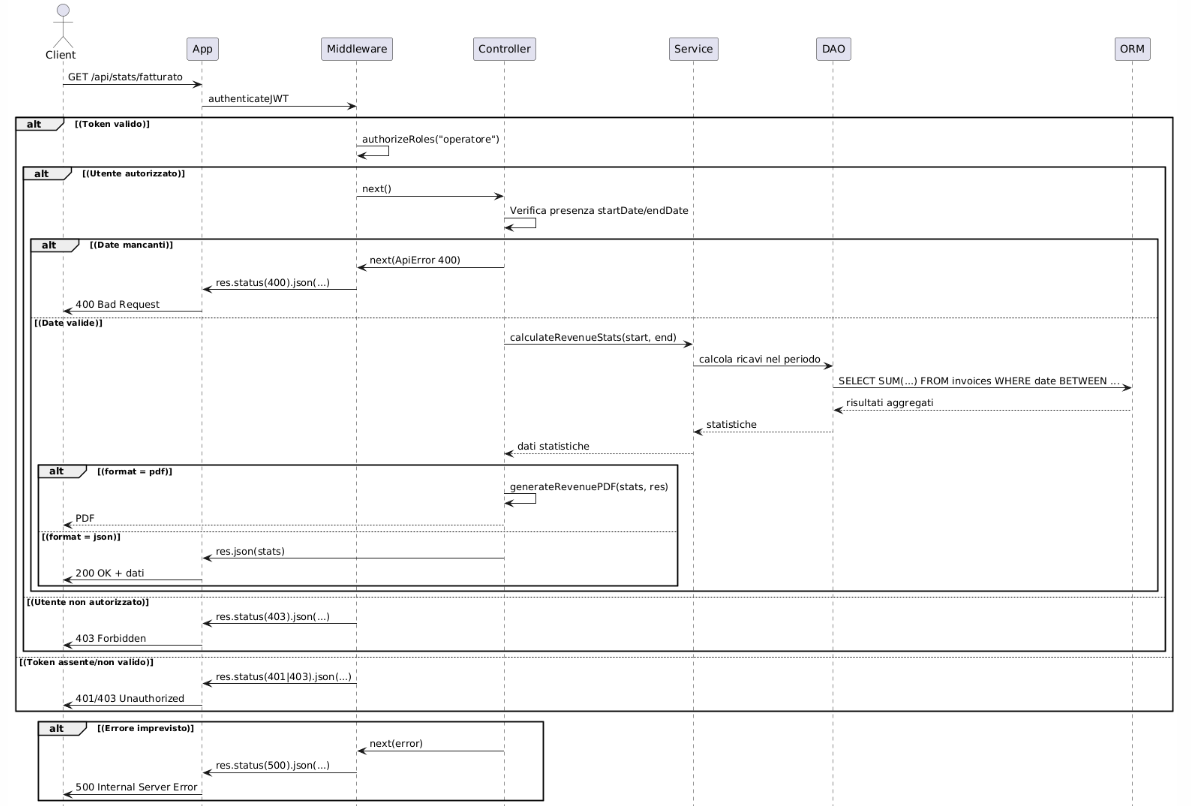 Client
App
Middleware
Controller
Service
DAO
ORM
GET /api/stats/fatturato
authenticateJWT
alt [(Token valido)]
authorizeRoles("operatore")
alt [(Utente autorizzato)]
next()
Verifica presenza startDate/endDate
alt [(Date mancanti)]
next(ApiError 400)
res.status(400).json(...)
400 Bad Request
[(Date valide)]
calculateRevenueStats(start, end)
calcola ricavi nel periodo
SELECT SUM(...) FROM invoices WHERE date BETWEEN ...
risultati aggregati
statistiche
dati statistiche
alt [(format = pdf)]
generateRevenuePDF(stats, res)
PDF
[(format = json)]
res.json(stats)
200 OK + dati
[(Utente non autorizzato)]
res.status(403).json(...)
403 Forbidden
[(Token assente/non valido)]
res.status(401|403).json(...)
401/403 Unauthorized
alt [(Errore imprevisto)]
next(error)
res.status(500).json(...)
500 Internal Server Error